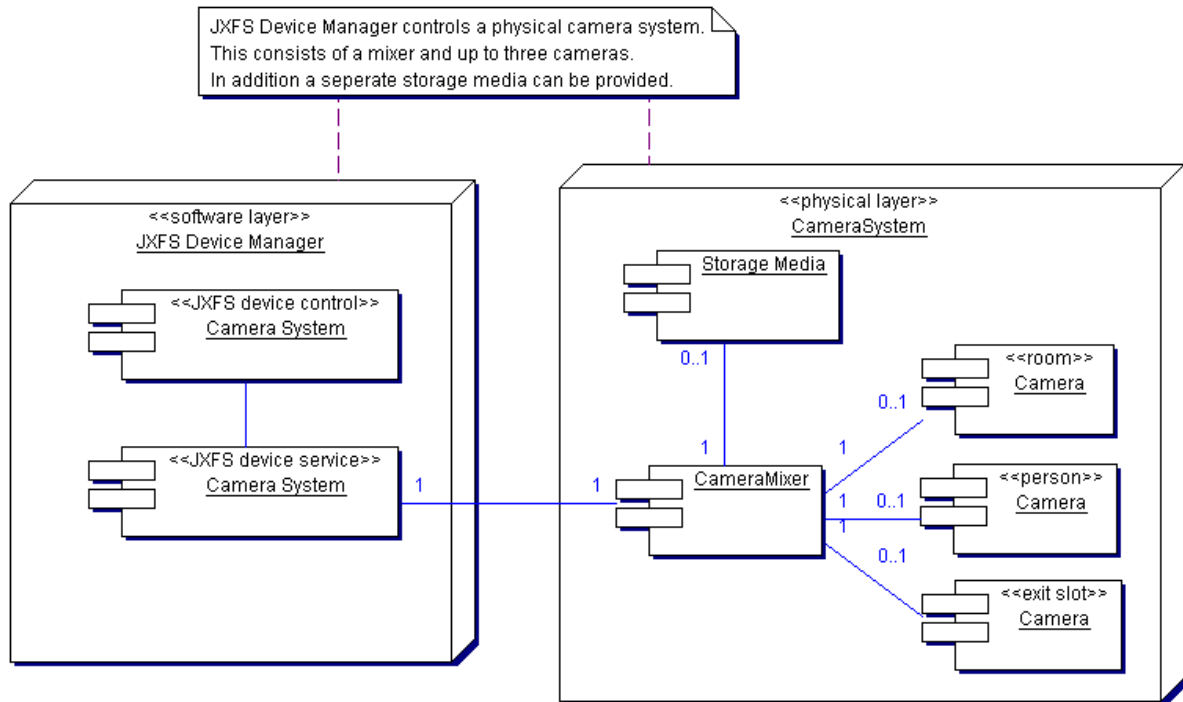 JXFS Device Manager controls a physical camera system.
This consists of a mixer and up to three cameras.
In addition a seperate storage media can be provided.
<<software layer>>
JXFS Device Manager
<<JXFS device control>>
Camera System
<<JXFS device service>>
Camera System
1
1
<<physical layer>>
CameraSystem
Storage Media
0..1
1
CameraMixer
1
0..1
<<room>>
Camera
1
0..1
<<person>>
Camera
1
0..1
<<exit slot>>
Camera